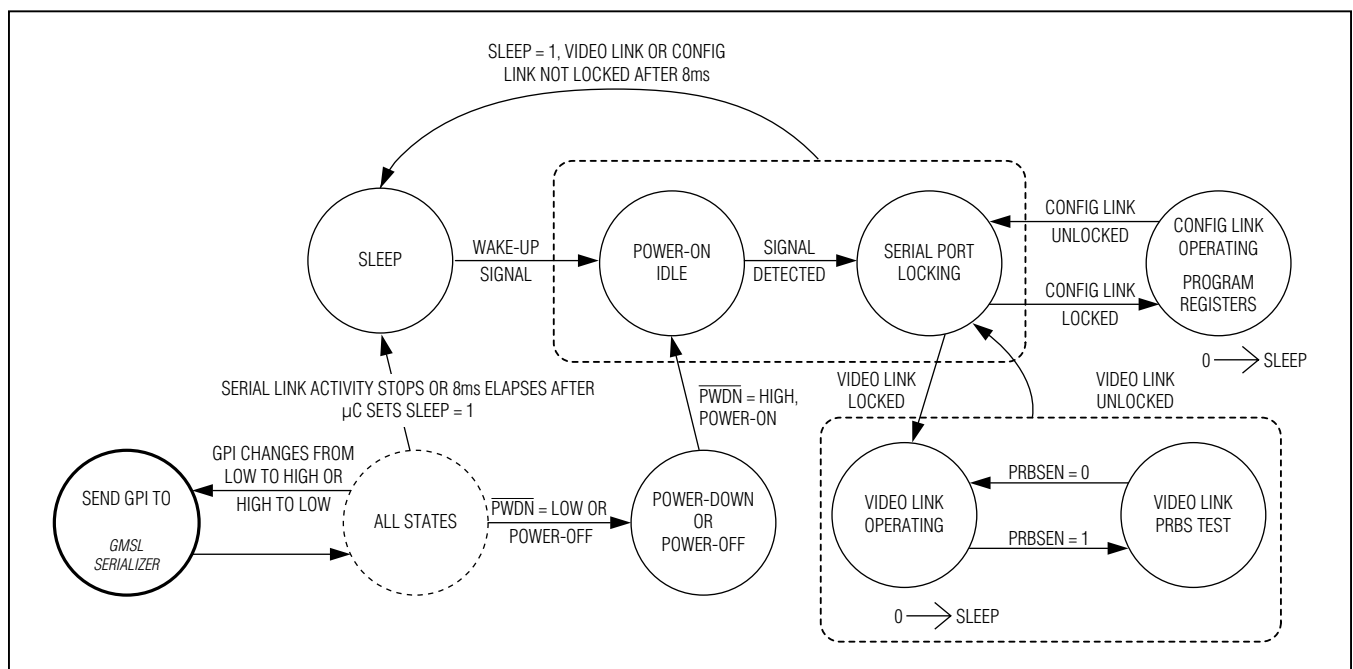 SLEEP = 1, VIDEO LINK OR CONFIG
LINK NOT LOCKED AFTER 8ms
SLEEP
WAKE-UP
SIGNAL
POWER-ON
IDLE
SIGNAL
DETECTED
SERIAL PORT
LOCKING
CONFIG LINK
UNLOCKED
CONFIG LINK
LOCKED
CONFIG LINK
OPERATING
PROGRAM
REGISTERS
0 → SLEEP
SERIAL LINK ACTIVITY STOPS OR 8ms ELAPSES AFTER
µC SETS SLEEP = 1
PWDN = HIGH,
POWER-ON
VIDEO LINK
LOCKED
VIDEO LINK
UNLOCKED
GPI CHANGES FROM
LOW TO HIGH OR
HIGH TO LOW
SEND GPI TO
GMSL
SERIALIZER
ALL STATES
PWDN = LOW OR
POWER-OFF
POWER-DOWN
OR
POWER-OFF
VIDEO LINK
OPERATING
PRBSEN = 0
PRBSEN = 1
VIDEO LINK
PRBS TEST
0 → SLEEP